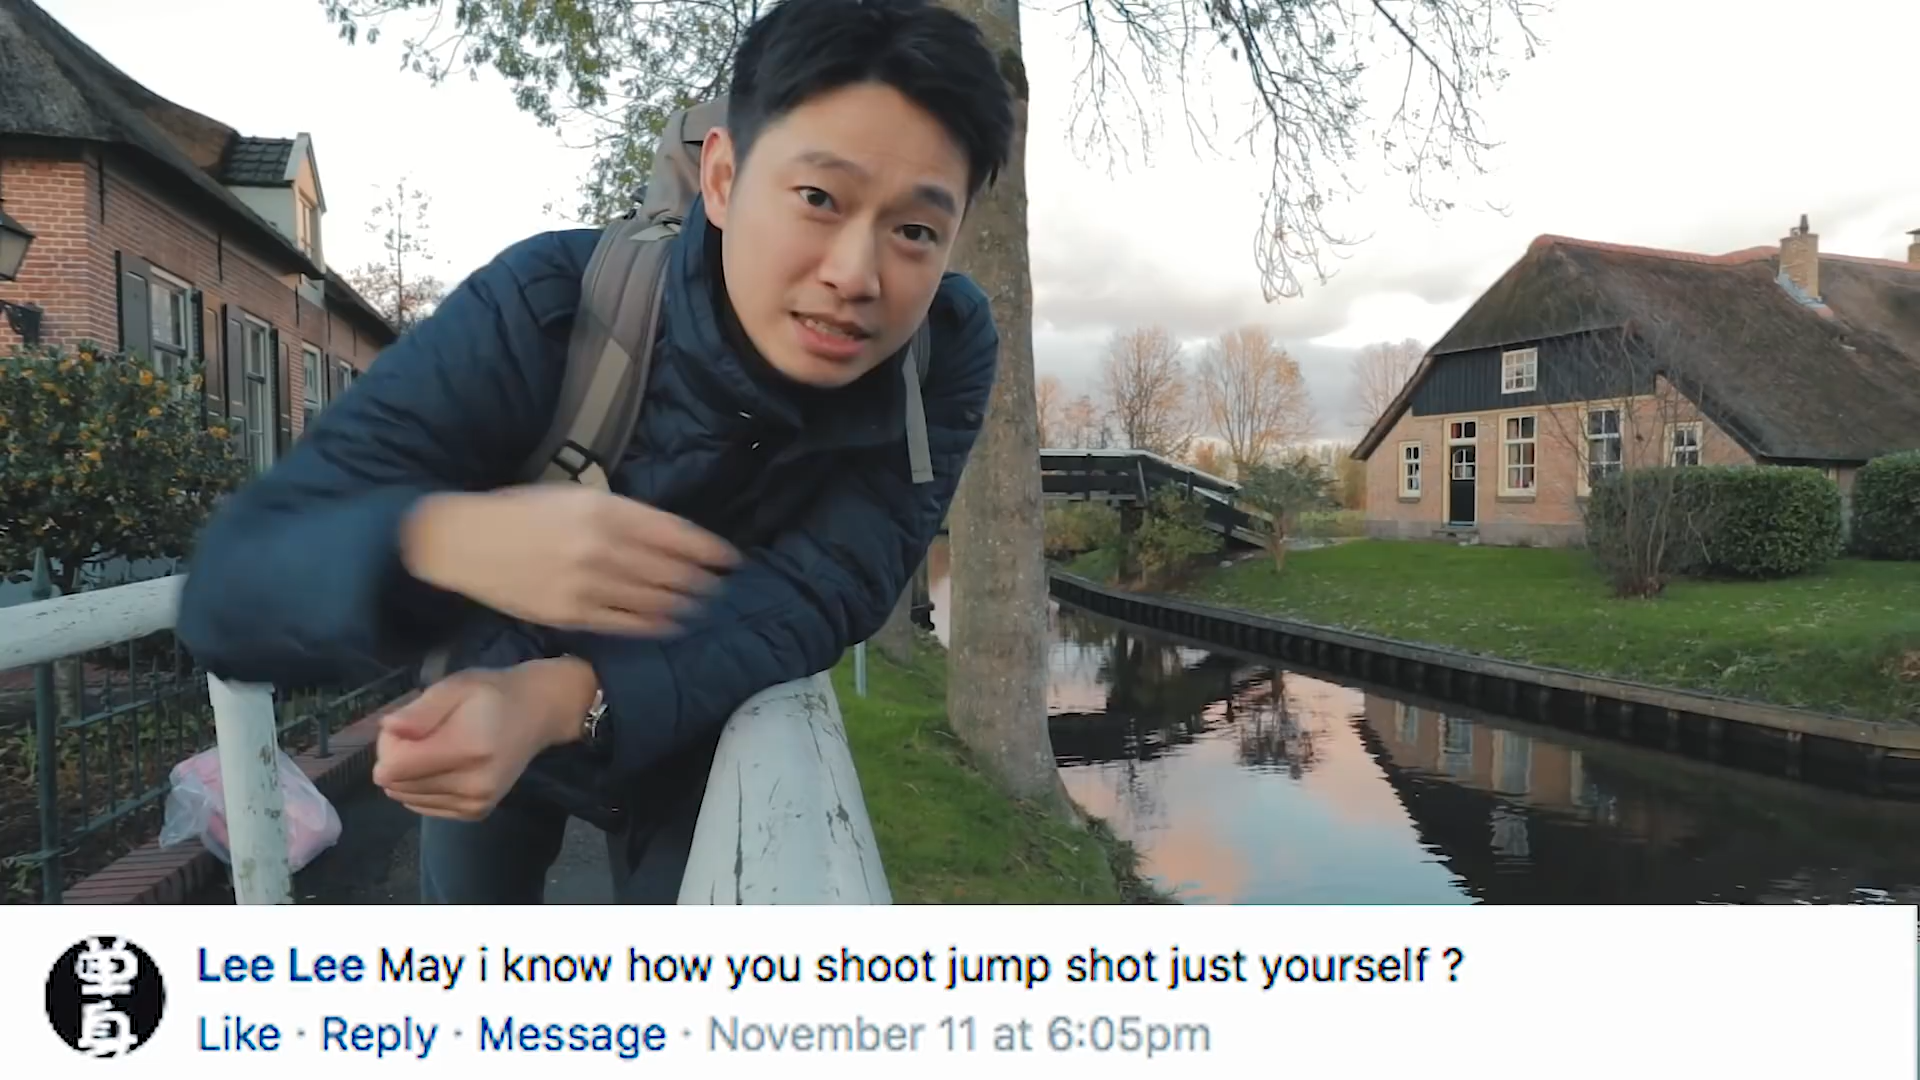 Lee Lee May i know how you shoot jump shot just yourself ?
Like · Reply · Message · November 11 at 6:05pm